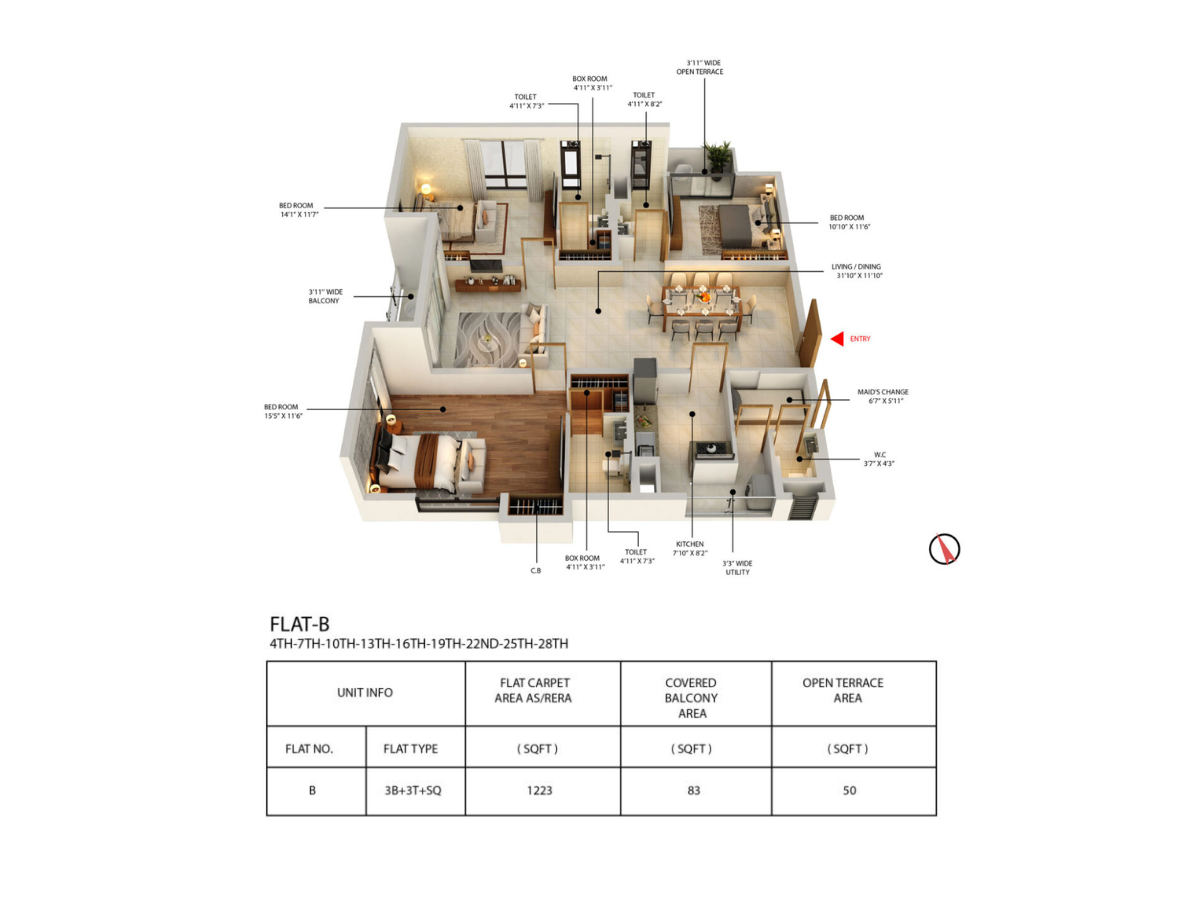 3'11" WIDE
OPEN TERRACE
BOX ROOM
4'11" X 3'11"
TOILET
4'11" X 7'3"
TOILET
4'11" X 8'2"
BED ROOM
14'1" X 11'7"
BED ROOM
10'10" X 11'6"
LIVING / DINING
31'10" X 11'10"
3'11" WIDE
BALCONY
ENTRY
MAID'S CHANGE
6'7" X 5'11"
BED ROOM
15'5" X 11'6"
W.C
3'7" X 4'3"
KITCHEN
7'10" X 8'2"
TOILET
4'11" X 7'3"
BOX ROOM
4'11" X 3'11"
3'3" WIDE
UTILITY
C.B
FLAT-B
4TH-7TH-10TH-13TH-16TH-19TH-22ND-25TH-28TH
UNIT INFO
FLAT CARPET
AREA AS/RERA
COVERED
BALCONY
AREA
OPEN TERRACE
AREA
FLAT NO.
FLAT TYPE
( SQFT )
( SQFT )
( SQFT )
B
3B+3T+SQ
1223
83
50